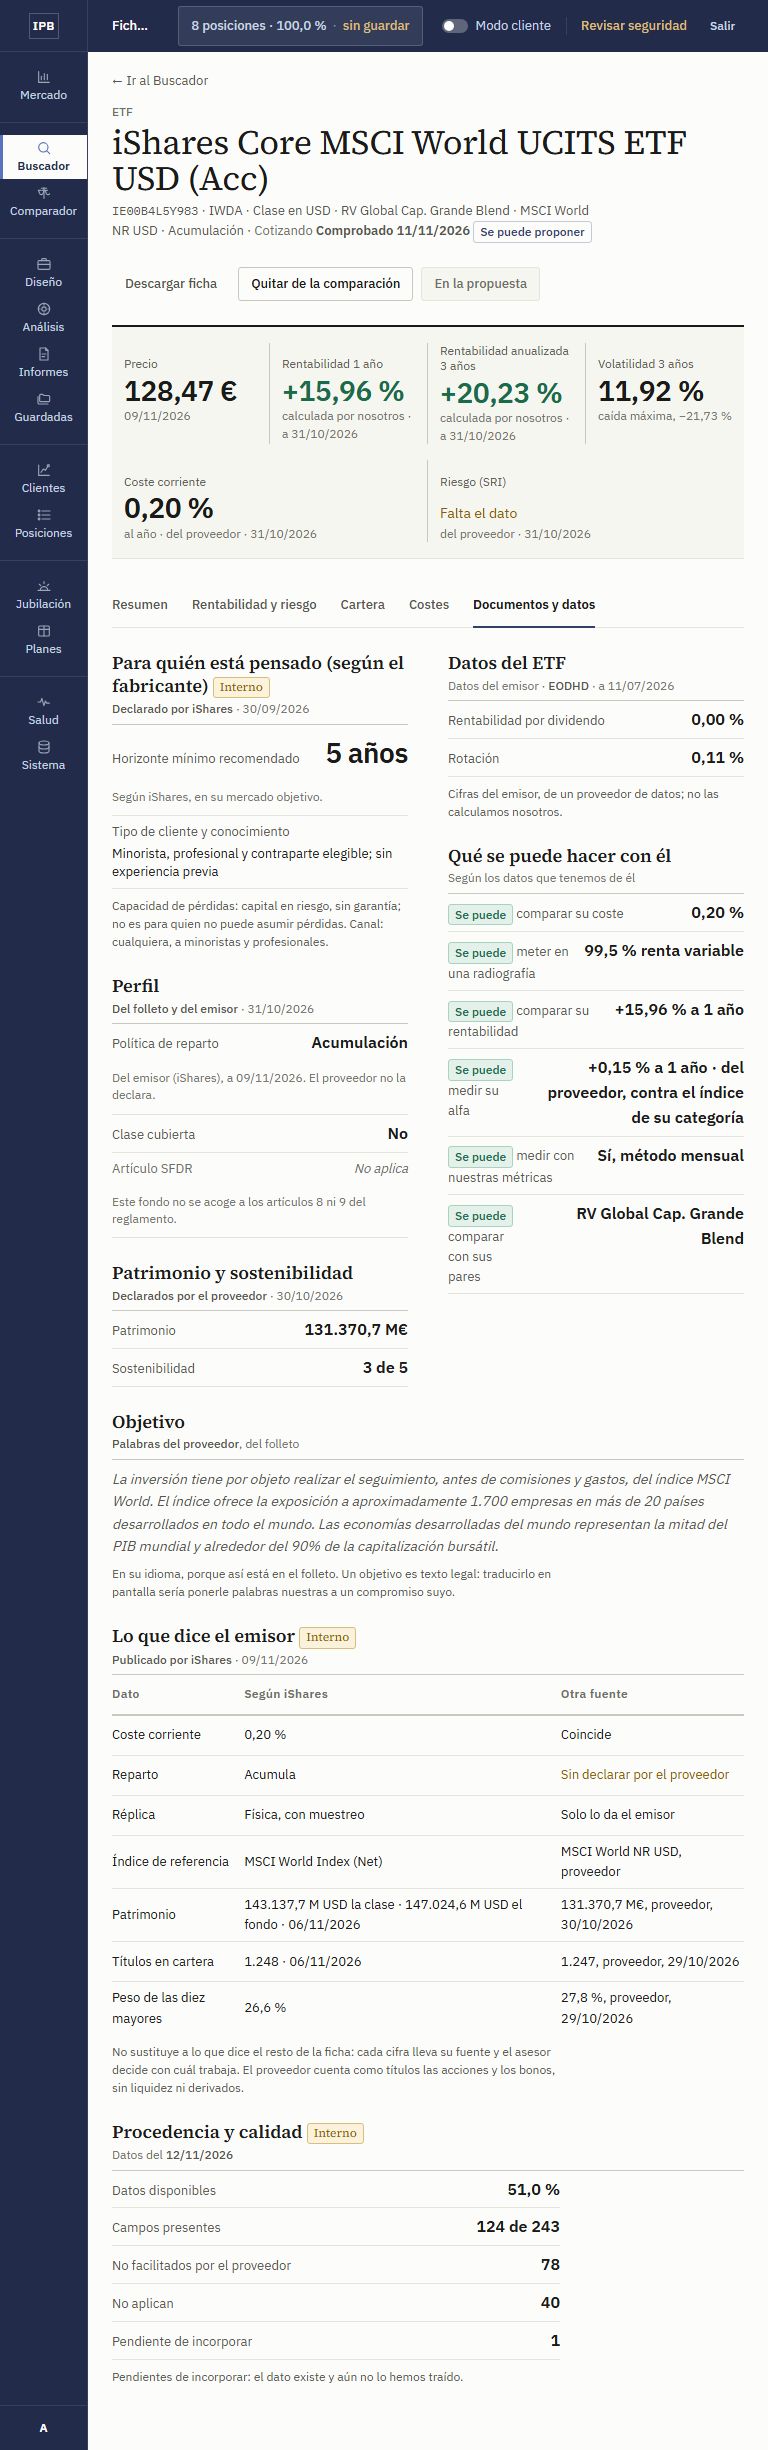 IPB
Fich...
8 posiciones · 100,0 % · sin guardar
Modo cliente
Revisar seguridad
Salir
Mercado
Buscador
Comparador
Diseño
Análisis
Informes
Guardadas
Clientes
Posiciones
Jubilación
Planes
Salud
Sistema
A
← Ir al Buscador
ETF
iShares Core MSCI World UCITS ETF
USD (Acc)
IE00B4L5Y983 · IWDA · Clase en USD · RV Global Cap. Grande Blend · MSCI World
NR USD · Acumulación · Cotizando Comprobado 11/11/2026 Se puede proponer
Descargar ficha
Quitar de la comparación
En la propuesta
Precio
128,47 €
09/11/2026
Rentabilidad 1 año
+15,96 %
calculada por nosotros ·
a 31/10/2026
Rentabilidad anualizada
3 años
+20,23 %
calculada por nosotros ·
a 31/10/2026
Volatilidad 3 años
11,92 %
caída máxima, −21,73 %
Coste corriente
0,20 %
al año · del proveedor · 31/10/2026
Riesgo (SRI)
Falta el dato
del proveedor · 31/10/2026
Resumen
Rentabilidad y riesgo
Cartera
Costes
Documentos y datos
Para quién está pensado (según el
fabricante) Interno
Declarado por iShares · 30/09/2026
Horizonte mínimo recomendado 5 años
Según iShares, en su mercado objetivo.
Tipo de cliente y conocimiento
Minorista, profesional y contraparte elegible; sin
experiencia previa
Capacidad de pérdidas: capital en riesgo, sin garantía;
no es para quien no puede asumir pérdidas. Canal:
cualquiera, a minoristas y profesionales.
Perfil
Del folleto y del emisor · 31/10/2026
Política de reparto Acumulación
Del emisor (iShares), a 09/11/2026. El proveedor no la
declara.
Clase cubierta No
Artículo SFDR No aplica
Este fondo no se acoge a los artículos 8 ni 9 del
reglamento.
Patrimonio y sostenibilidad
Declarados por el proveedor · 30/10/2026
Patrimonio 131.370,7 M€
Sostenibilidad 3 de 5
Datos del ETF
Datos del emisor · EODHD · a 11/07/2026
Rentabilidad por dividendo 0,00 %
Rotación 0,11 %
Cifras del emisor, de un proveedor de datos; no las
calculamos nosotros.
Qué se puede hacer con él
Según los datos que tenemos de él
Se puede comparar su coste 0,20 %
Se puede meter en 99,5 % renta variable
una radiografía
Se puede comparar su +15,96 % a 1 año
rentabilidad
Se puede +0,15 % a 1 año · del
medir su proveedor, contra el índice
alfa de su categoría
Se puede medir con Sí, método mensual
nuestras métricas
Se puede RV Global Cap. Grande
comparar Blend
con sus
pares
Objetivo
Palabras del proveedor, del folleto
La inversión tiene por objeto realizar el seguimiento, antes de comisiones y gastos, del índice MSCI
World. El índice ofrece la exposición a aproximadamente 1.700 empresas en más de 20 países
desarrollados en todo el mundo. Las economías desarrolladas del mundo representan la mitad del
PIB mundial y alrededor del 90% de la capitalización bursátil.
En su idioma, porque así está en el folleto. Un objetivo es texto legal: traducirlo en
pantalla sería ponerle palabras nuestras a un compromiso suyo.
Lo que dice el emisor Interno
Publicado por iShares · 09/11/2026
Dato Según iShares Otra fuente
Coste corriente 0,20 % Coincide
Reparto Acumula Sin declarar por el proveedor
Réplica Física, con muestreo Solo lo da el emisor
Índice de referencia MSCI World Index (Net) MSCI World NR USD,
proveedor
Patrimonio 143.137,7 M USD la clase · 147.024,6 M USD el
fondo · 06/11/2026 131.370,7 M€, proveedor,
30/10/2026
Títulos en cartera 1.248 · 06/11/2026 1.247, proveedor, 29/10/2026
Peso de las diez
mayores 26,6 % 27,8 %, proveedor,
29/10/2026
No sustituye a lo que dice el resto de la ficha: cada cifra lleva su fuente y el asesor
decide con cuál trabaja. El proveedor cuenta como títulos las acciones y los bonos,
sin liquidez ni derivados.
Procedencia y calidad Interno
Datos del 12/11/2026
Datos disponibles 51,0 %
Campos presentes 124 de 243
No facilitados por el proveedor 78
No aplican 40
Pendiente de incorporar 1
Pendientes de incorporar: el dato existe y aún no lo hemos traído.